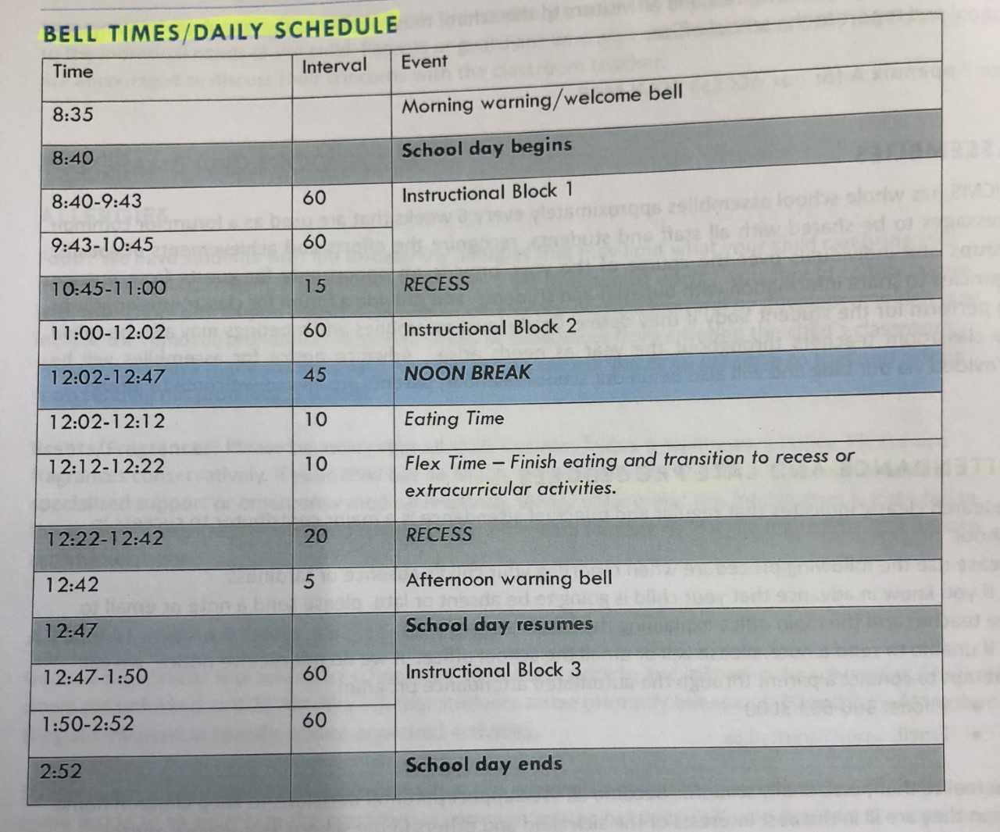 BELL TIMES/DAILY SCHEDULE
Time Interval Event
8:35 Morning warning/welcome bell
8:40 School day begins
8:40-9:43 60 Instructional Block 1
9:43-10:45 60
10:45-11:00 15 RECESS
11:00-12:02 60 Instructional Block 2
12:02-12:47 45 NOON BREAK
12:02-12:12 10 Eating Time
12:12-12:22 10 Flex Time – Finish eating and transition to recess or
extracurricular activities.
12:22-12:42 20 RECESS
12:42 5 Afternoon warning bell
12:47 School day resumes
12:47-1:50 60 Instructional Block 3
1:50-2:52 60
2:52 School day ends